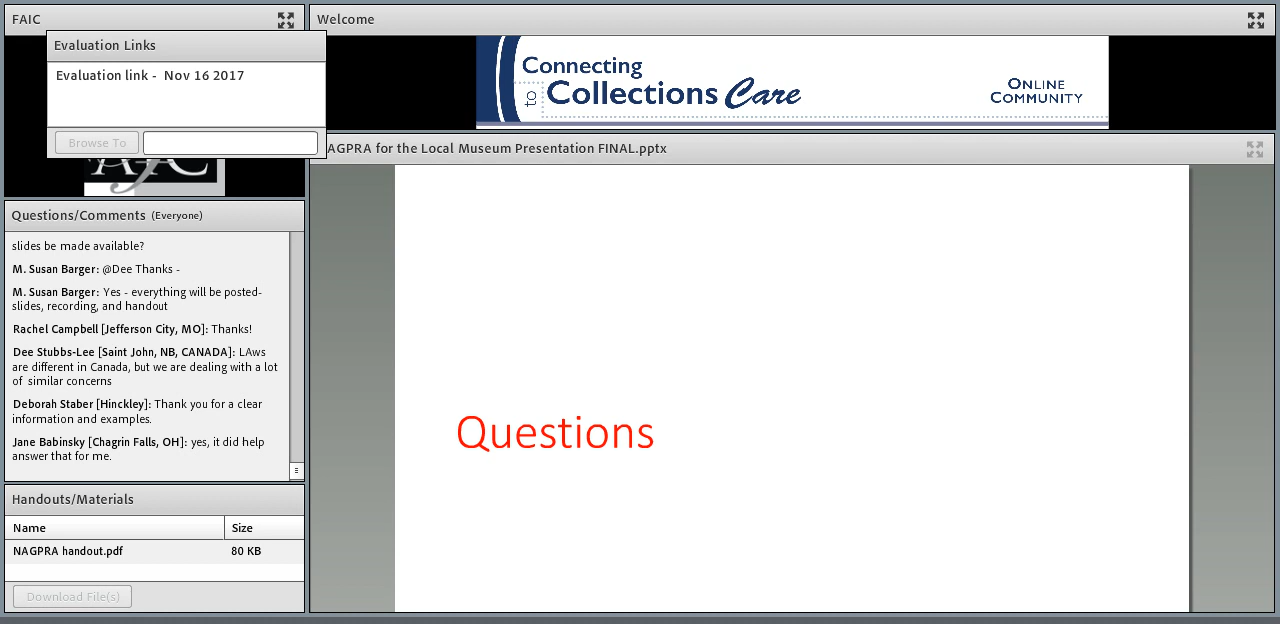 FAIC
Welcome
Evaluation Links
Evaluation link - Nov 16 2017
Browse To
Connecting
to Collections Care
Online
Community
AGPRA for the Local Museum Presentation FINAL.pptx
Questions/Comments (Everyone)
slides be made available?
M. Susan Barger: @Dee Thanks -
M. Susan Barger: Yes - everything will be posted-
slides, recording, and handout
Rachel Campbell [Jefferson City, MO]: Thanks!
Dee Stubbs-Lee [Saint John, NB, CANADA]: LAws
are different in Canada, but we are dealing with a lot
of similar concerns
Deborah Staber [Hinckley]: Thank you for a clear
information and examples.
Jane Babinsky [Chagrin Falls, OH]: yes, it did help
answer that for me.
Questions
Handouts/Materials
Name Size
NAGPRA handout.pdf 80 KB
Download File(s)